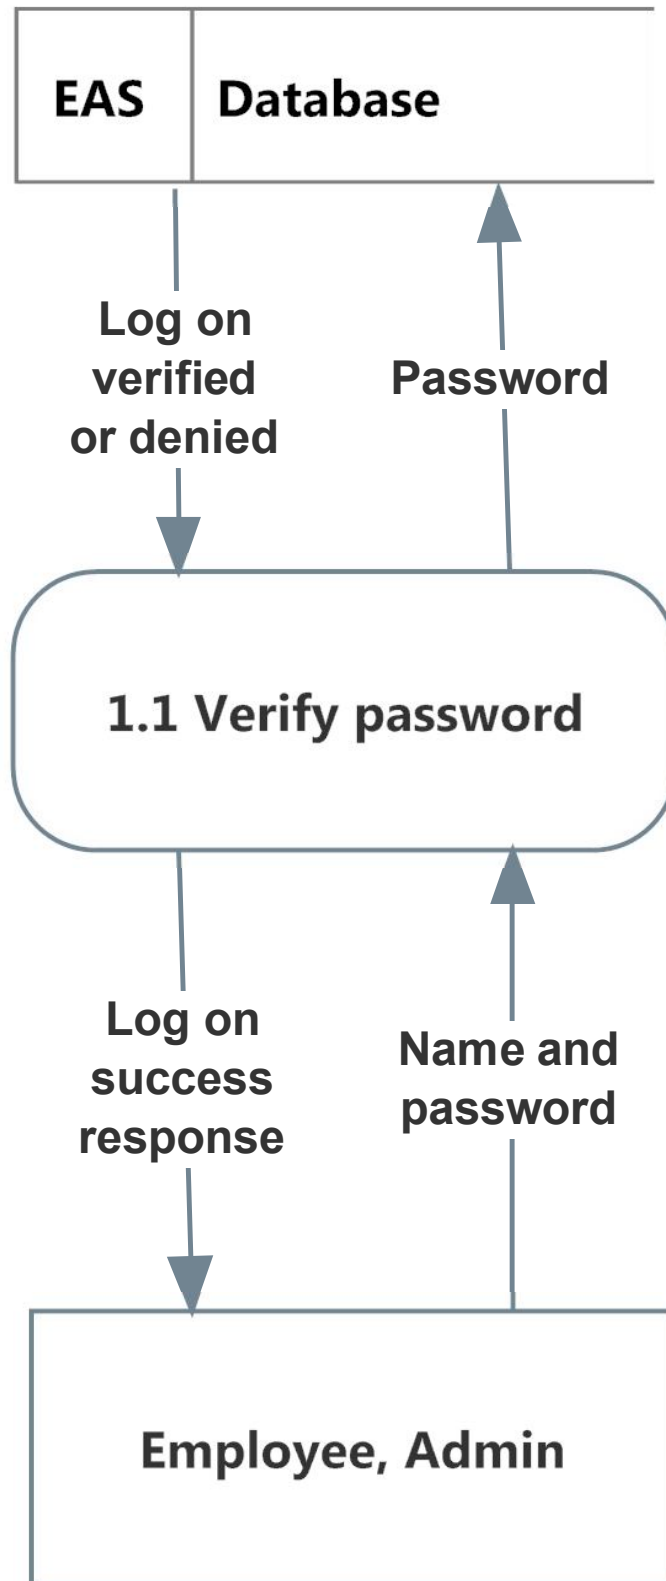 EAS Database
Log on
verified
or denied
Password
1.1 Verify password
Log on
success
response
Name and
password
Employee, Admin